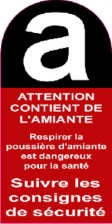 a
ATTENTION
CONTIENT DE
L'AMIANTE
Respirer la
poussière d'amiante
est dangereux
pour la santé
Suivre les
consignes
de sécurité